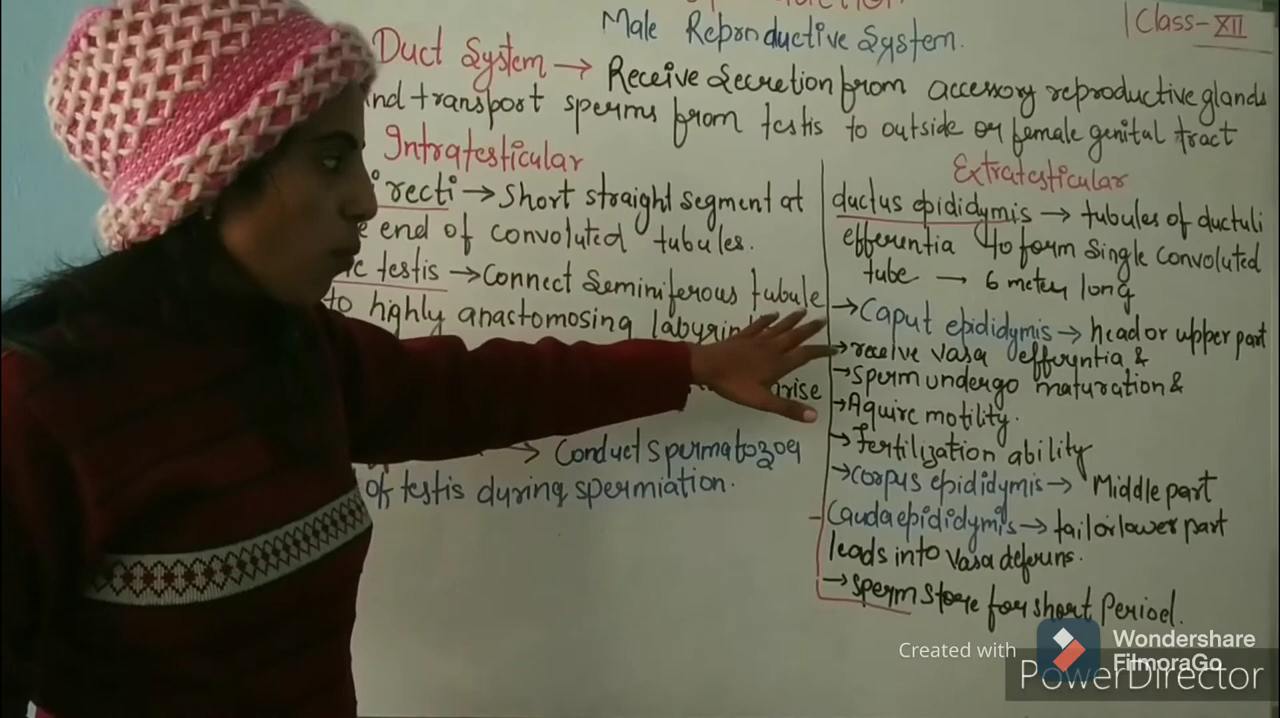 Male Reproductive System.
Class-XII
Duct System → Receive Secretion from accessory reproductive glands
and transport sperms from testis to outside or female genital tract
Intratesticular
recti → Short straight segment at
end of convoluted tubules.
testis → Connect Seminiferous tubule
to highly anastomosing
→ Conduct spermatozoa
of testis during spermiation.
Extratesticular
ductus epididymis → tubules of ductuli
efferentia to form single convoluted
tube → 6 meter long
→ Caput epididymis → head or upper part
→ receive vasa efferentia &
→ Sperm undergo maturation &
→ Aquire motility.
→ fertilization ability
→ corpus epididymis → Middle part
Cauda epididymis → tail or lower part
leads into vasa deferens.
→ sperm store for short Period.
Created with
Wondershare
FilmoraGo
PowerDirector